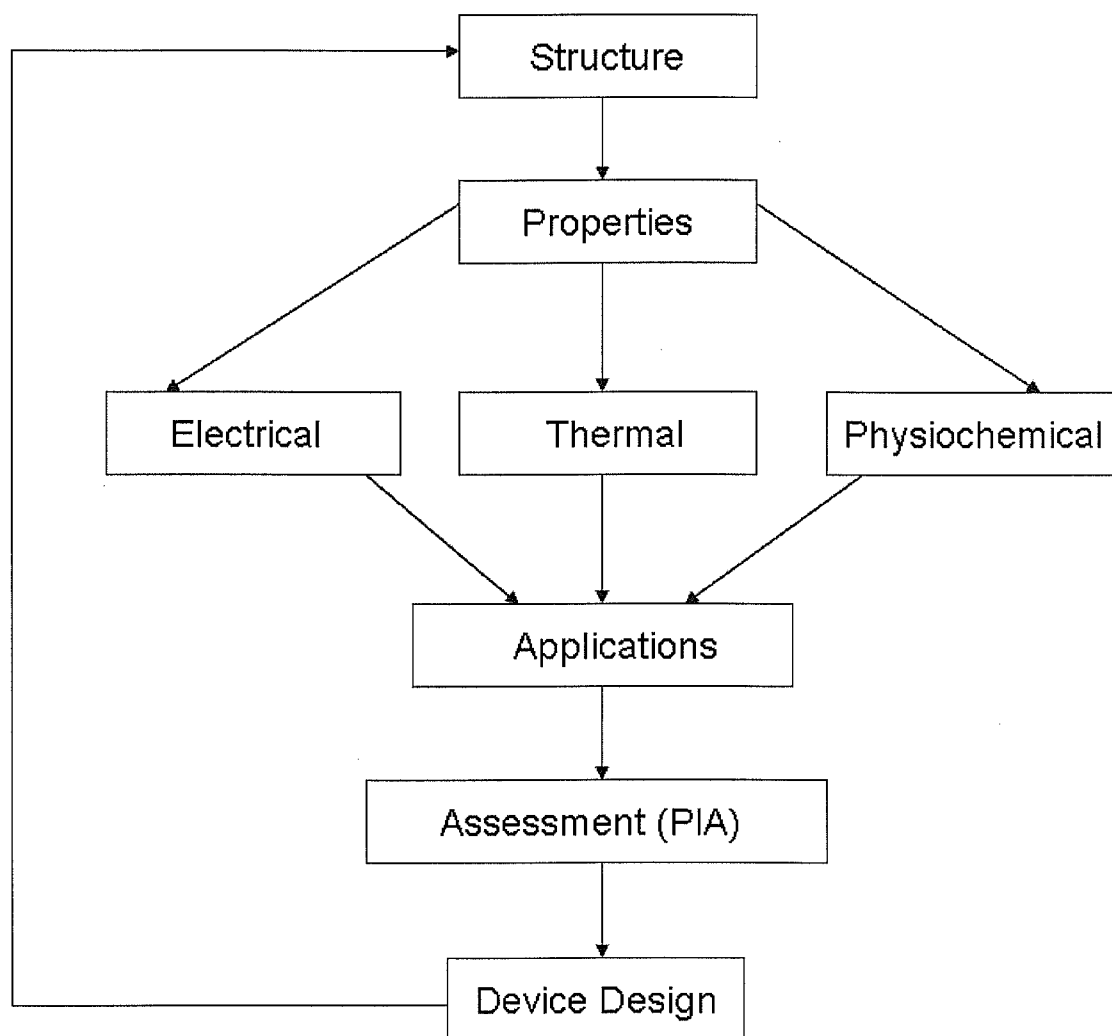 Structure
Properties
Electrical
Thermal
Physiochemical
Applications
Assessment (PIA)
Device Design